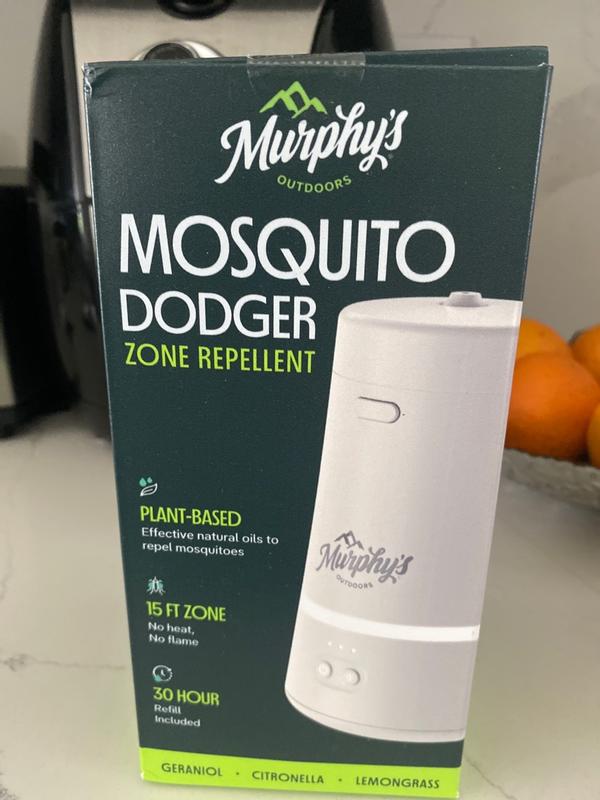 Murphy's
OUTDOORS
MOSQUITO
DODGER
ZONE REPELLENT
PLANT-BASED
Effective natural oils to
repel mosquitoes
15 FT ZONE
No heat,
No flame
30 HOUR
Refill
Included
Murphy's
OUTDOORS
GERANIOL · CITRONELLA · LEMONGRASS